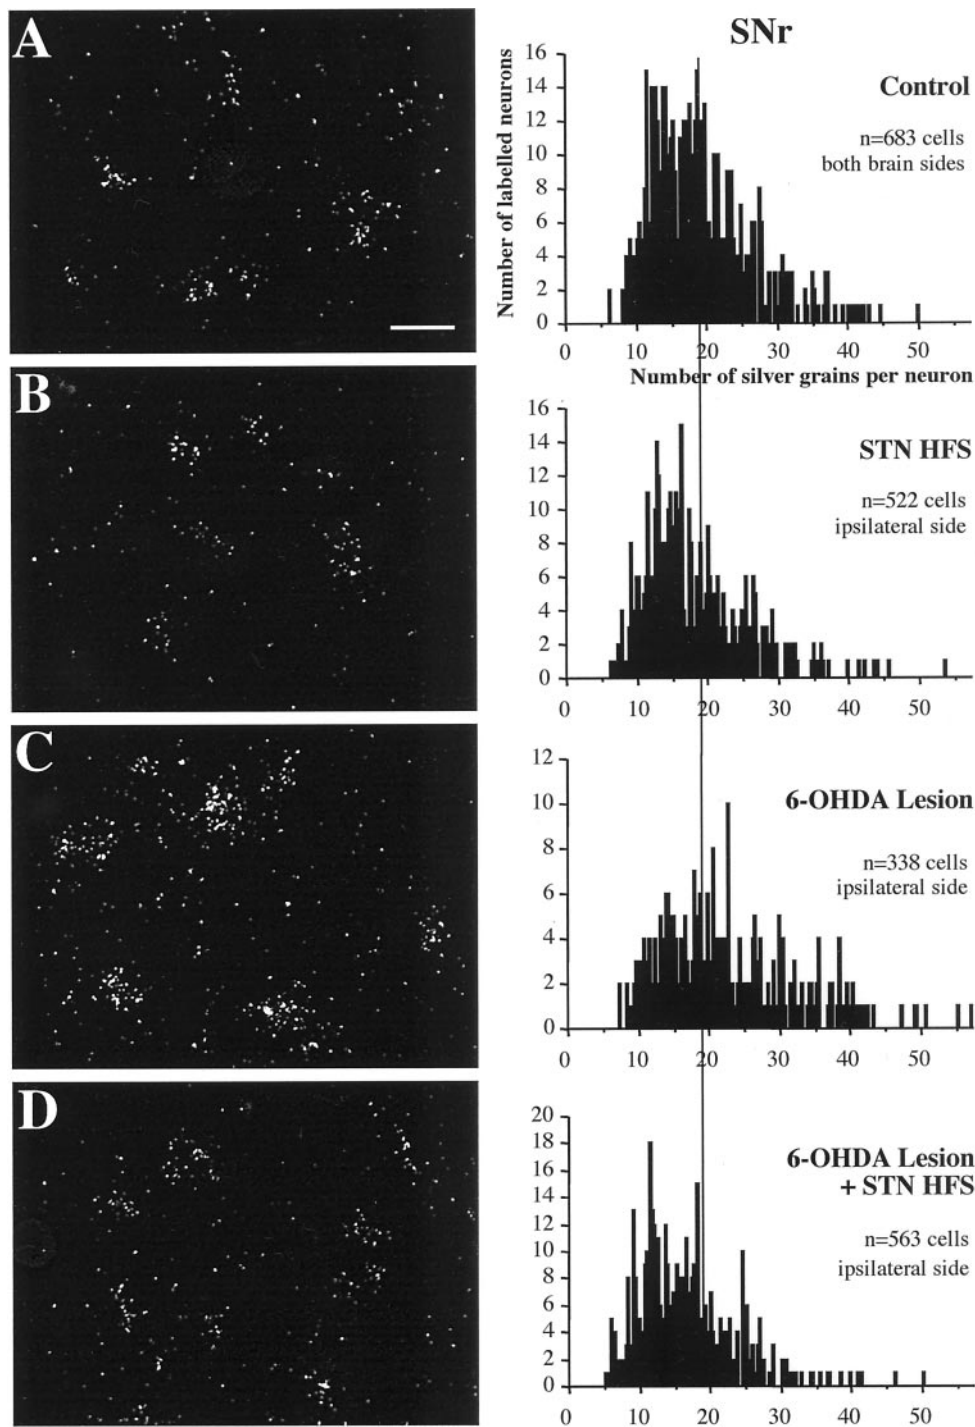 A
SNr
Control
n=683 cells
both brain sides
Number of labelled neurons
16
14
12
10
8
6
4
2
0
0 10 20 30 40 50
Number of silver grains per neuron
B
STN HFS
n=522 cells
ipsilateral side
16
14
12
10
8
6
4
2
0
0 10 20 30 40 50
C
6-OHDA Lesion
n=338 cells
ipsilateral side
12
10
8
6
4
2
0
0 10 20 30 40 50
D
6-OHDA Lesion
+ STN HFS
n=563 cells
ipsilateral side
20
18
16
14
12
10
8
6
4
2
0
0 10 20 30 40 50